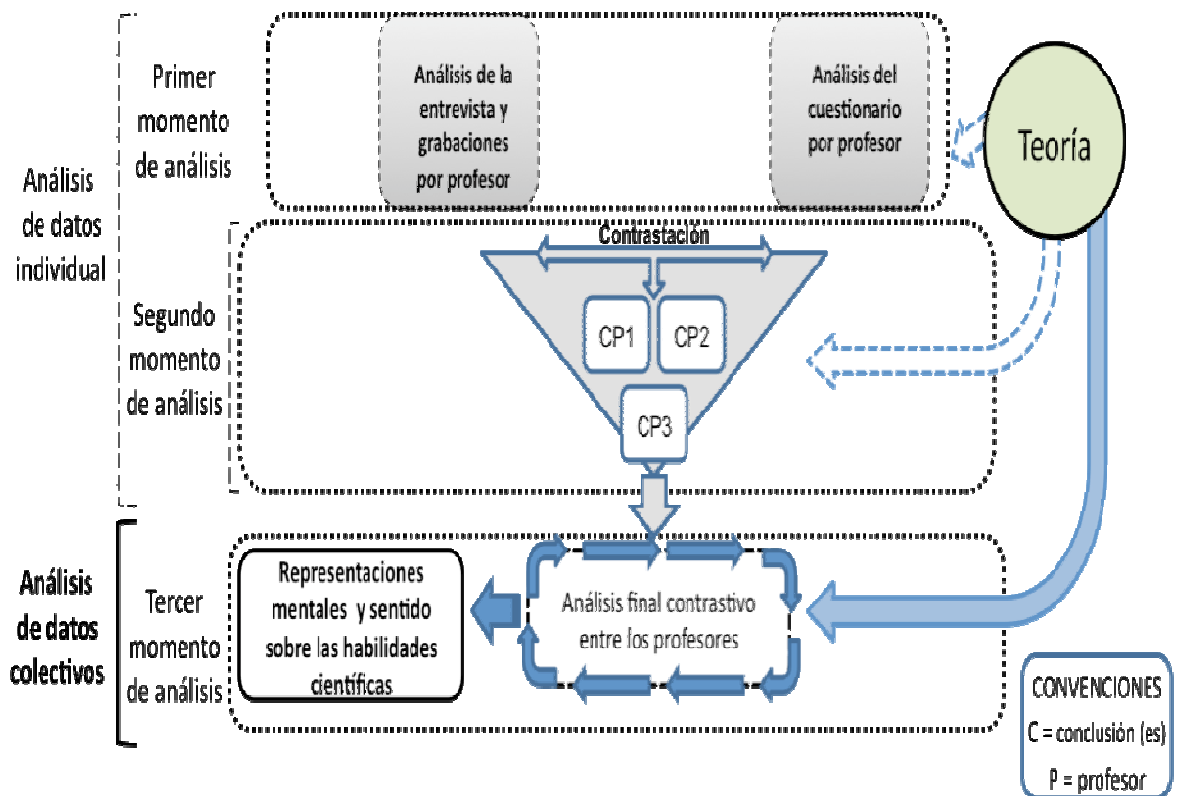 Análisis
de datos
individual
Primer
momento
de análisis
Análisis de la
entrevista y
grabaciones
por profesor
Análisis del
cuestionario
por profesor
Teoría
Segundo
momento
de análisis
Contrastación
CP1
CP2
CP3
Análisis
de datos
colectivos
Tercer
momento
de análisis
Representaciones
mentales y sentido
sobre las habilidades
científicas
Análisis final contrastivo
entre los profesores
CONVENCIONES
C = conclusión (es)
P = profesor